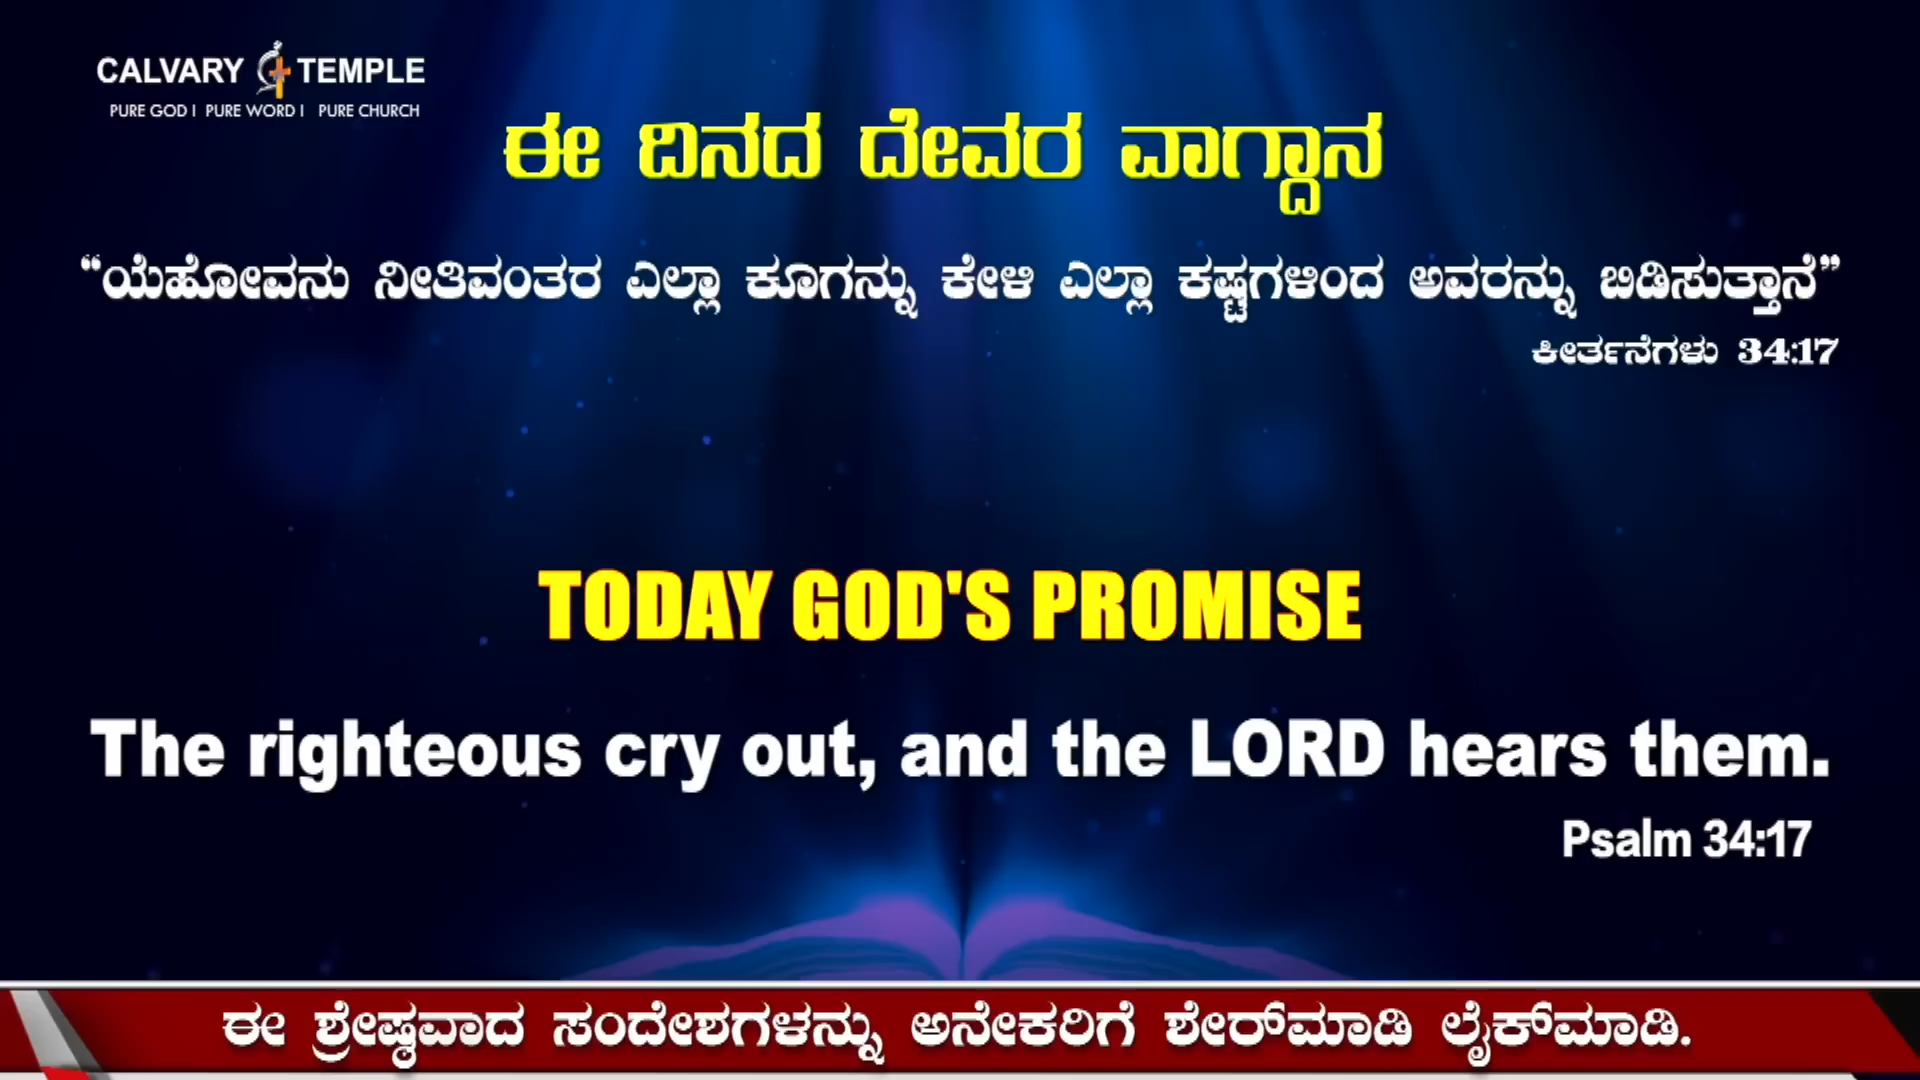 CALVARY TEMPLE
PURE GOD I PURE WORD I PURE CHURCH
ಈ ದಿನದ ದೇವರ ವಾಗ್ದಾನ
“ಯೆಹೋವನು ನೀತಿವಂತರ ಎಲ್ಲಾ ಕೂಗನ್ನು ಕೇಳಿ ಎಲ್ಲಾ ಕಷ್ಟಗಳಿಂದ ಅವರನ್ನು ಬಿಡಿಸುತ್ತಾನೆ”
ಕೀರ್ತನೆಗಳು 34:17
TODAY GOD'S PROMISE
The righteous cry out, and the LORD hears them.
Psalm 34:17
ಈ ಶ್ರೇಷ್ಠವಾದ ಸಂದೇಶಗಳನ್ನು ಅನೇಕರಿಗೆ ಶೇರ್‌ಮಾಡಿ ಲೈಕ್‌ಮಾಡಿ.